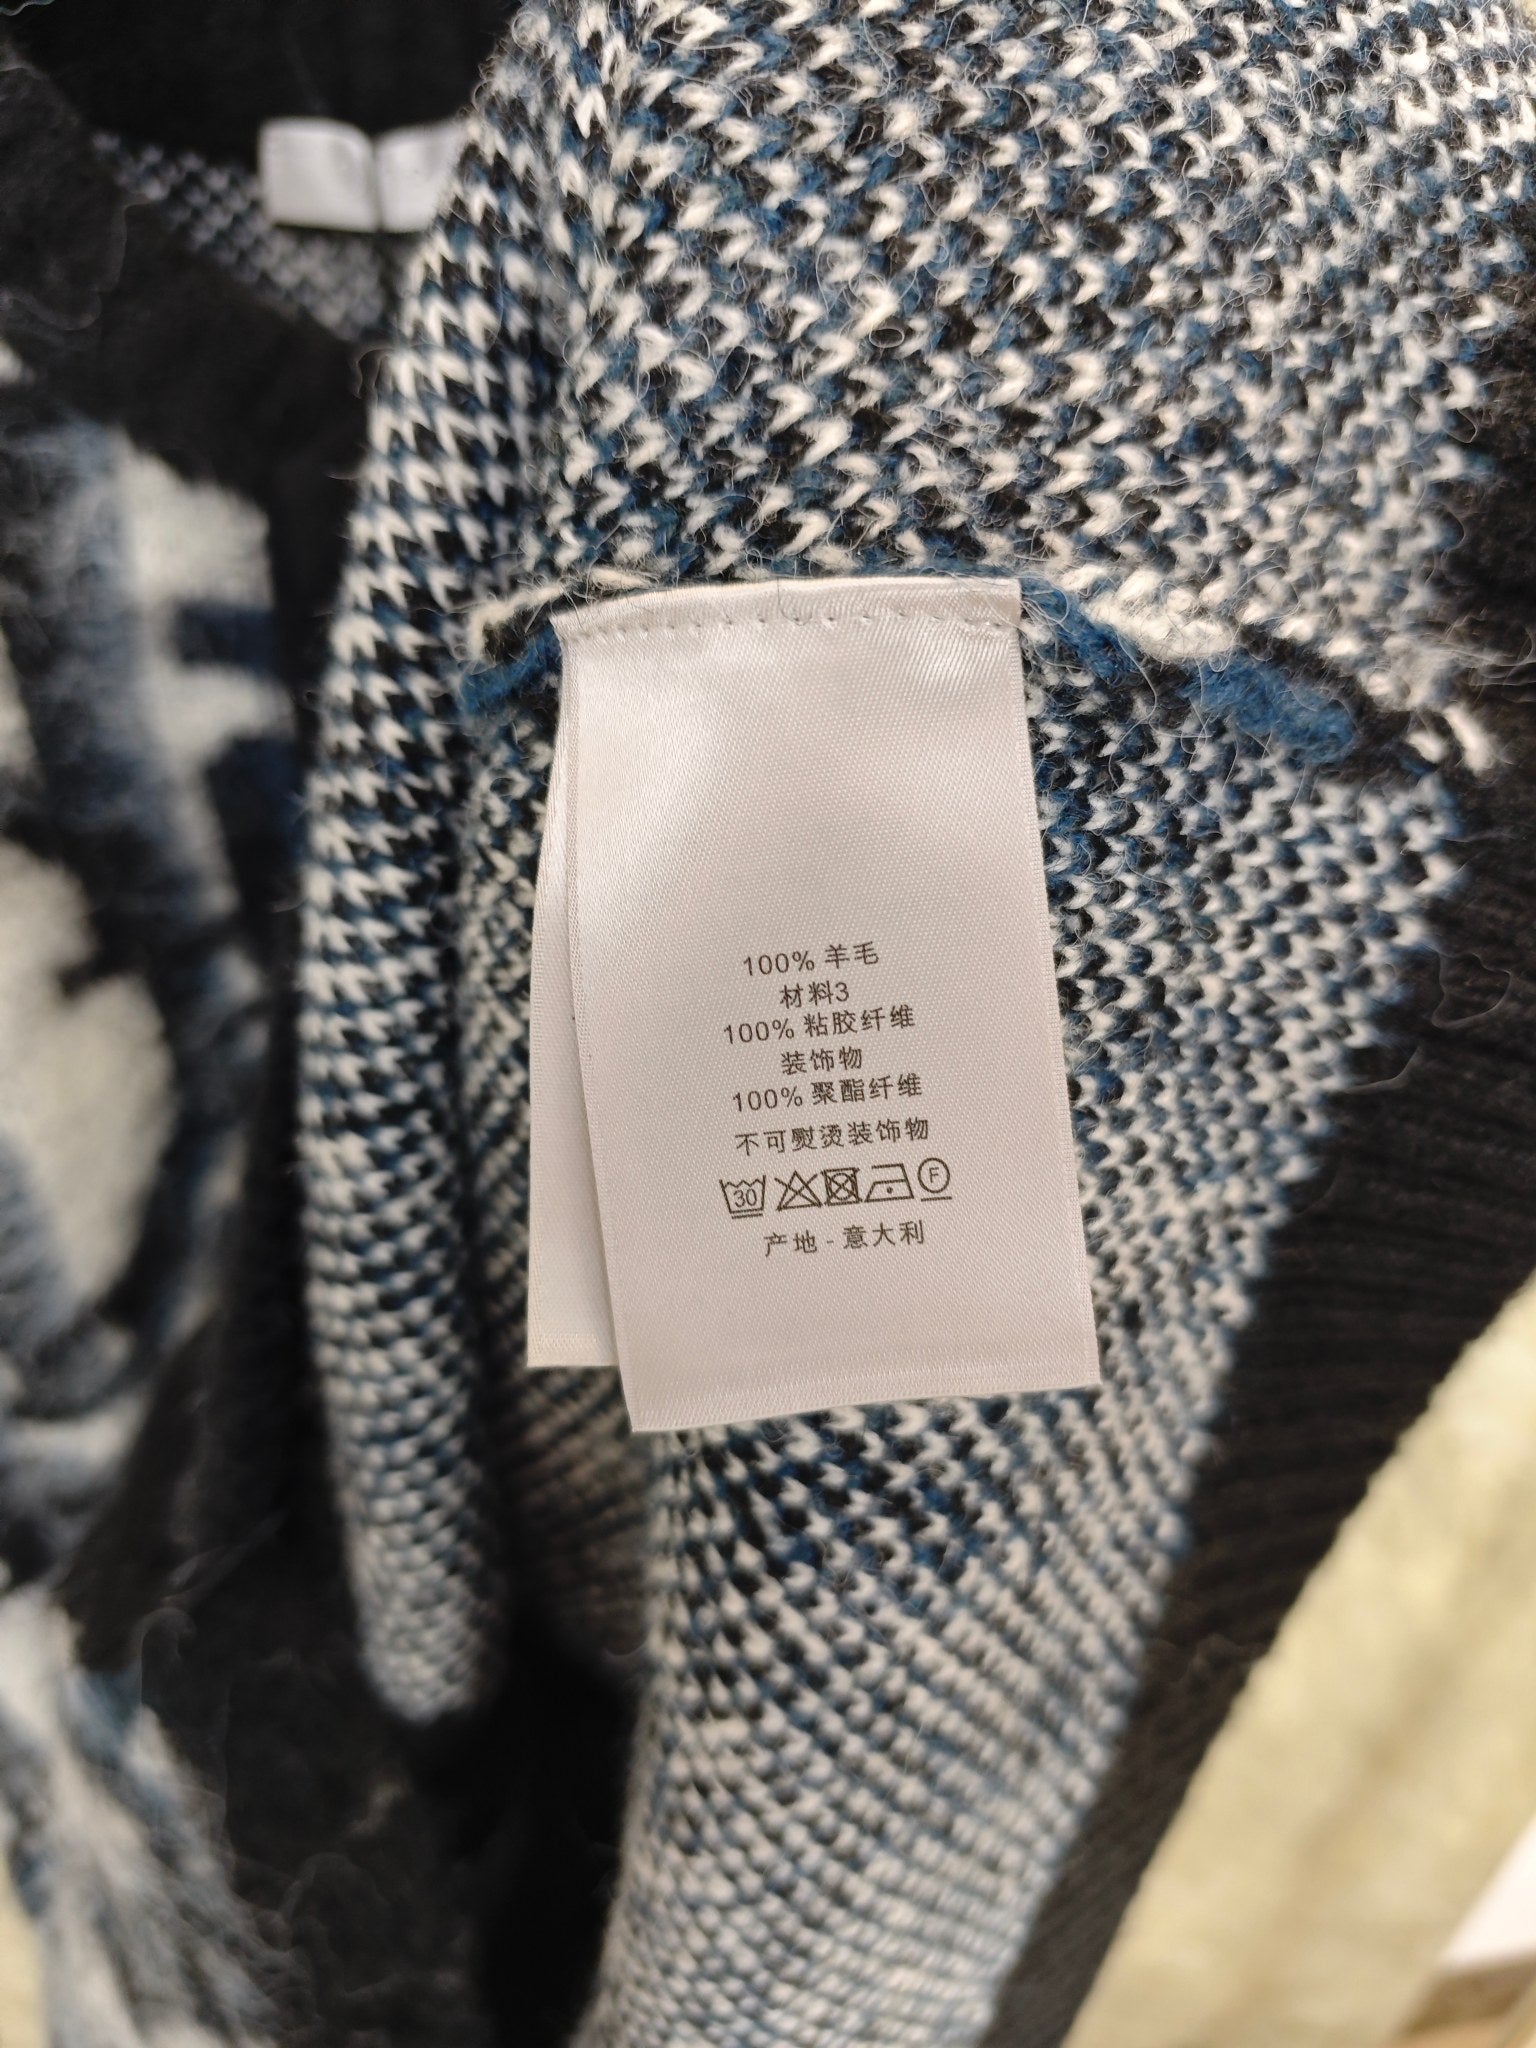 100% 羊毛
材料3
100% 粘胶纤维
装饰物
100% 聚酯纤维
不可熨烫装饰物
30 F
产地 - 意大利